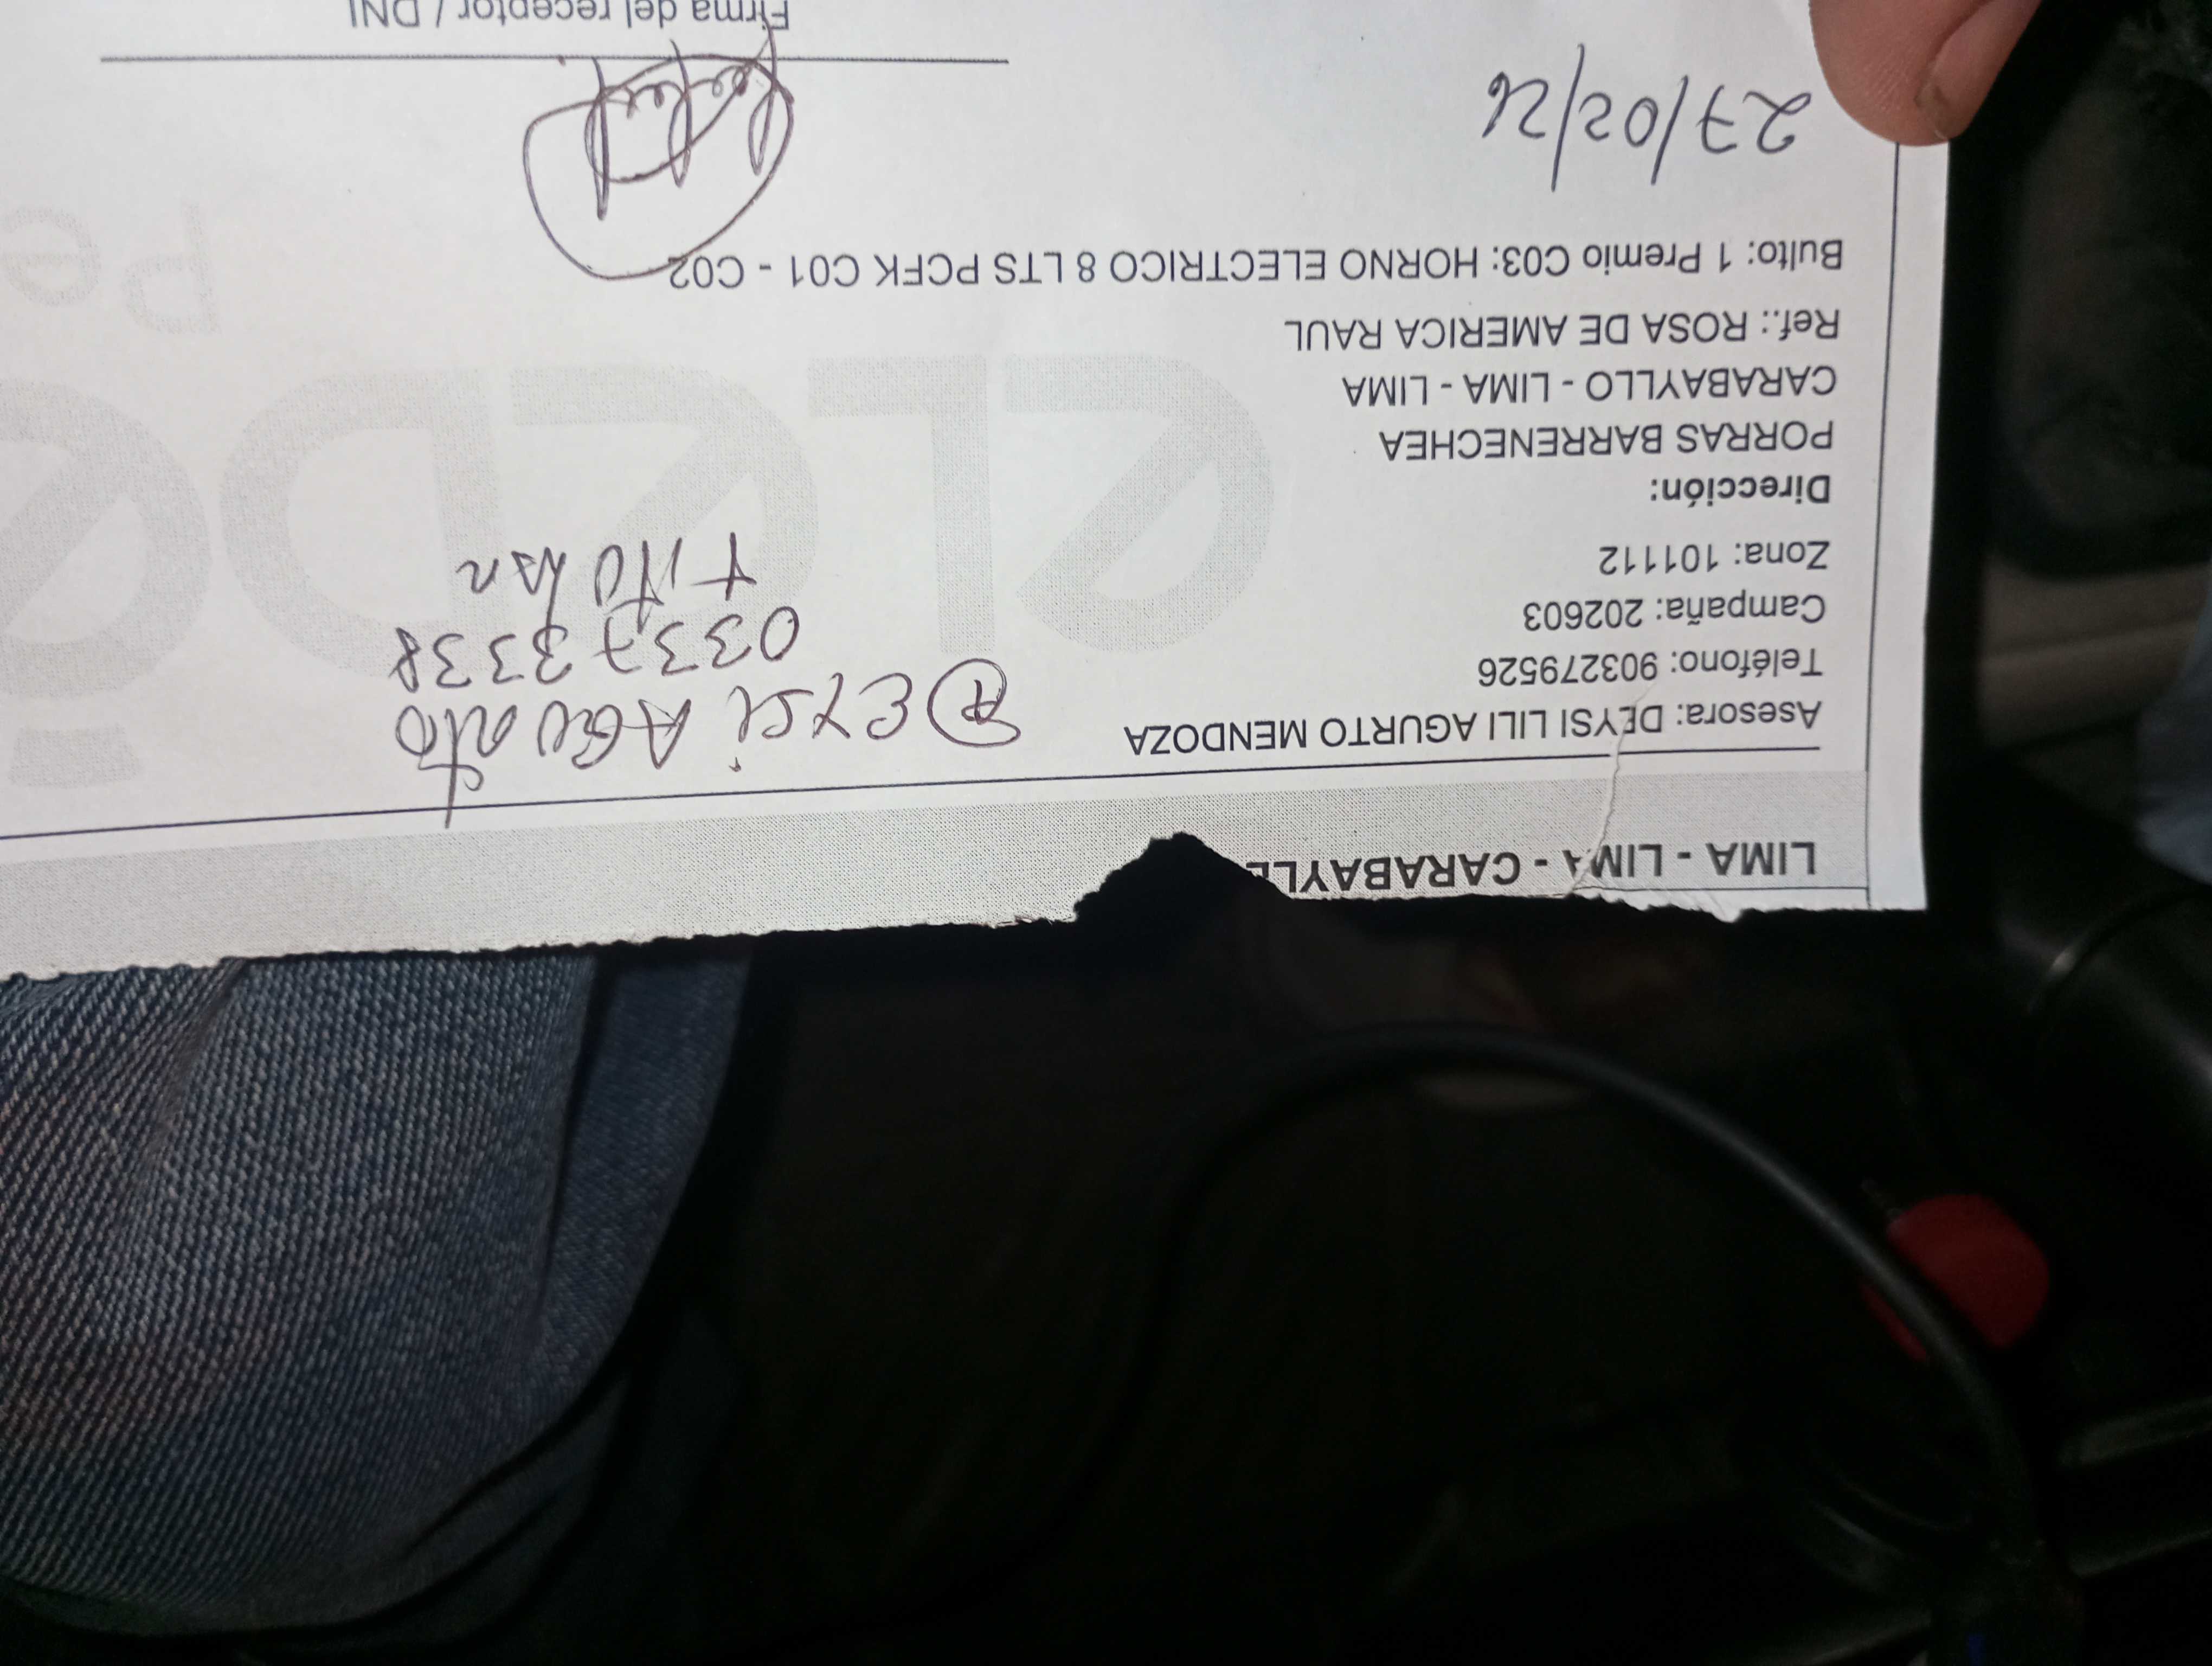 LIMA - LIMA - CARABAYLL
Asesora: DEYSI LILI AGURTO MENDOZA
Teléfono: 903279526
Campaña: 202603
Zona: 101112
Dirección:
PORRAS BARRENECHEA
CARABAYLLO - LIMA - LIMA
Ref.: ROSA DE AMERICA RAUL
Bulto: 1 Premio C03: HORNO ELECTRICO 8 LTS PCFK C01 - C02
DEYSi AGURto
03373338
27/02/26
Firma del receptor / DNI